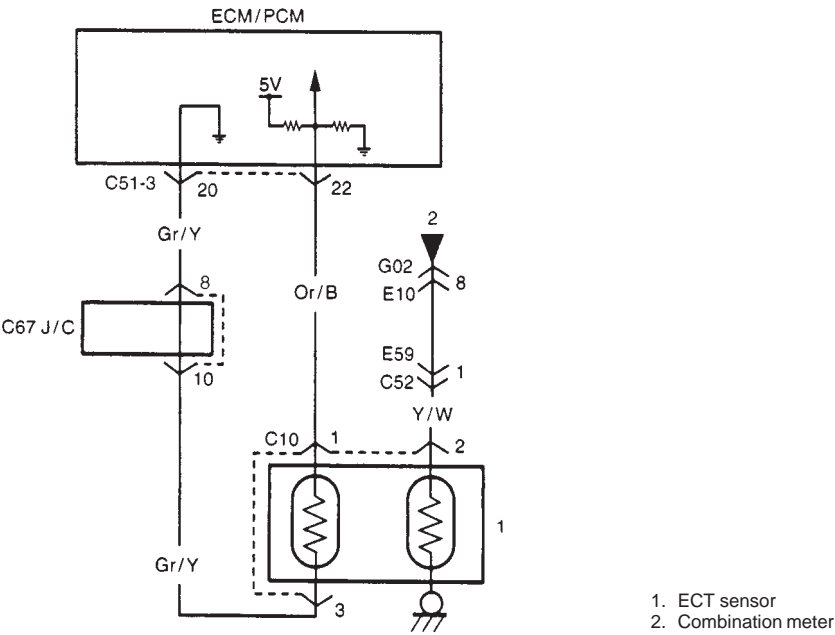 ECM/PCM
5V
C51-3 20 22
Gr/Y
2
G02
8
E10
8
Or/B
C67 J/C
10
E59
1
C52
Y/W
C10 1 2
1
Gr/Y
3
1. ECT sensor
2. Combination meter